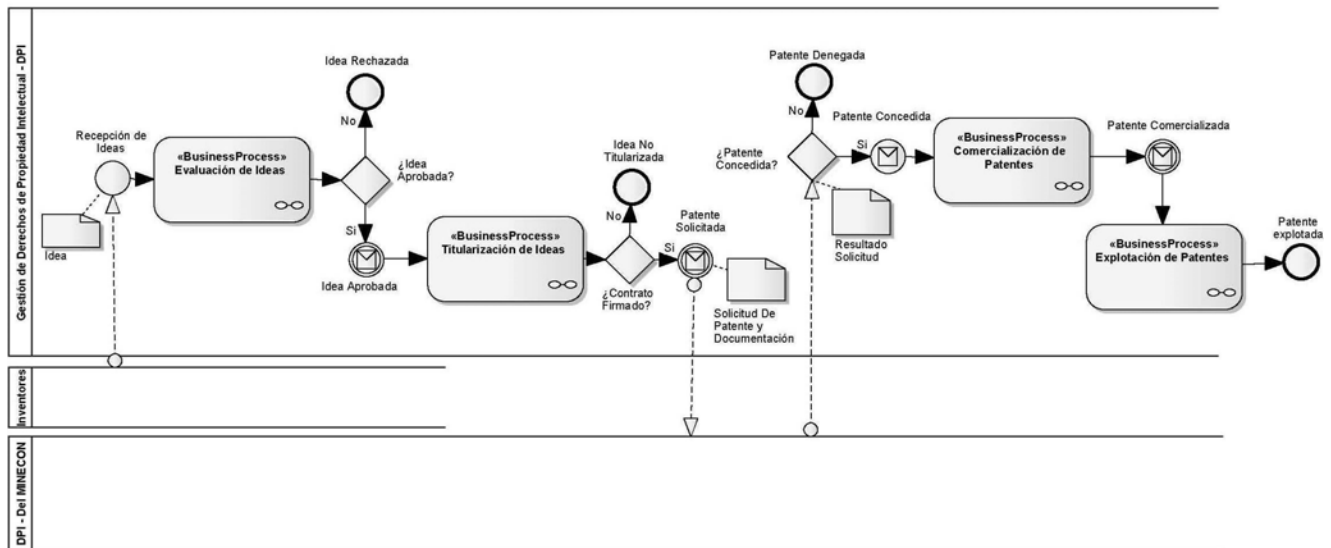 Gestión de Derechos de Propiedad Intelectual - DPI
Recepción de
Ideas
Idea
«BusinessProcess»
Evaluación de Ideas
Idea Rechazada
No
¿Idea
Aprobada?
Si
Idea Aprobada
«BusinessProcess»
Titularización de Ideas
Idea No
Titularizada
No
¿Contrato
Firmado?
Si
Patente
Solicitada
Solicitud De
Patente y
Documentación
Patente Denegada
No
¿Patente
Concedida?
Si
Patente Concedida
Resultado
Solicitud
«BusinessProcess»
Comercialización de
Patentes
Patente Comercializada
«BusinessProcess»
Explotación de Patentes
Patente
explotada
Inventores
DPI - Del MINECON